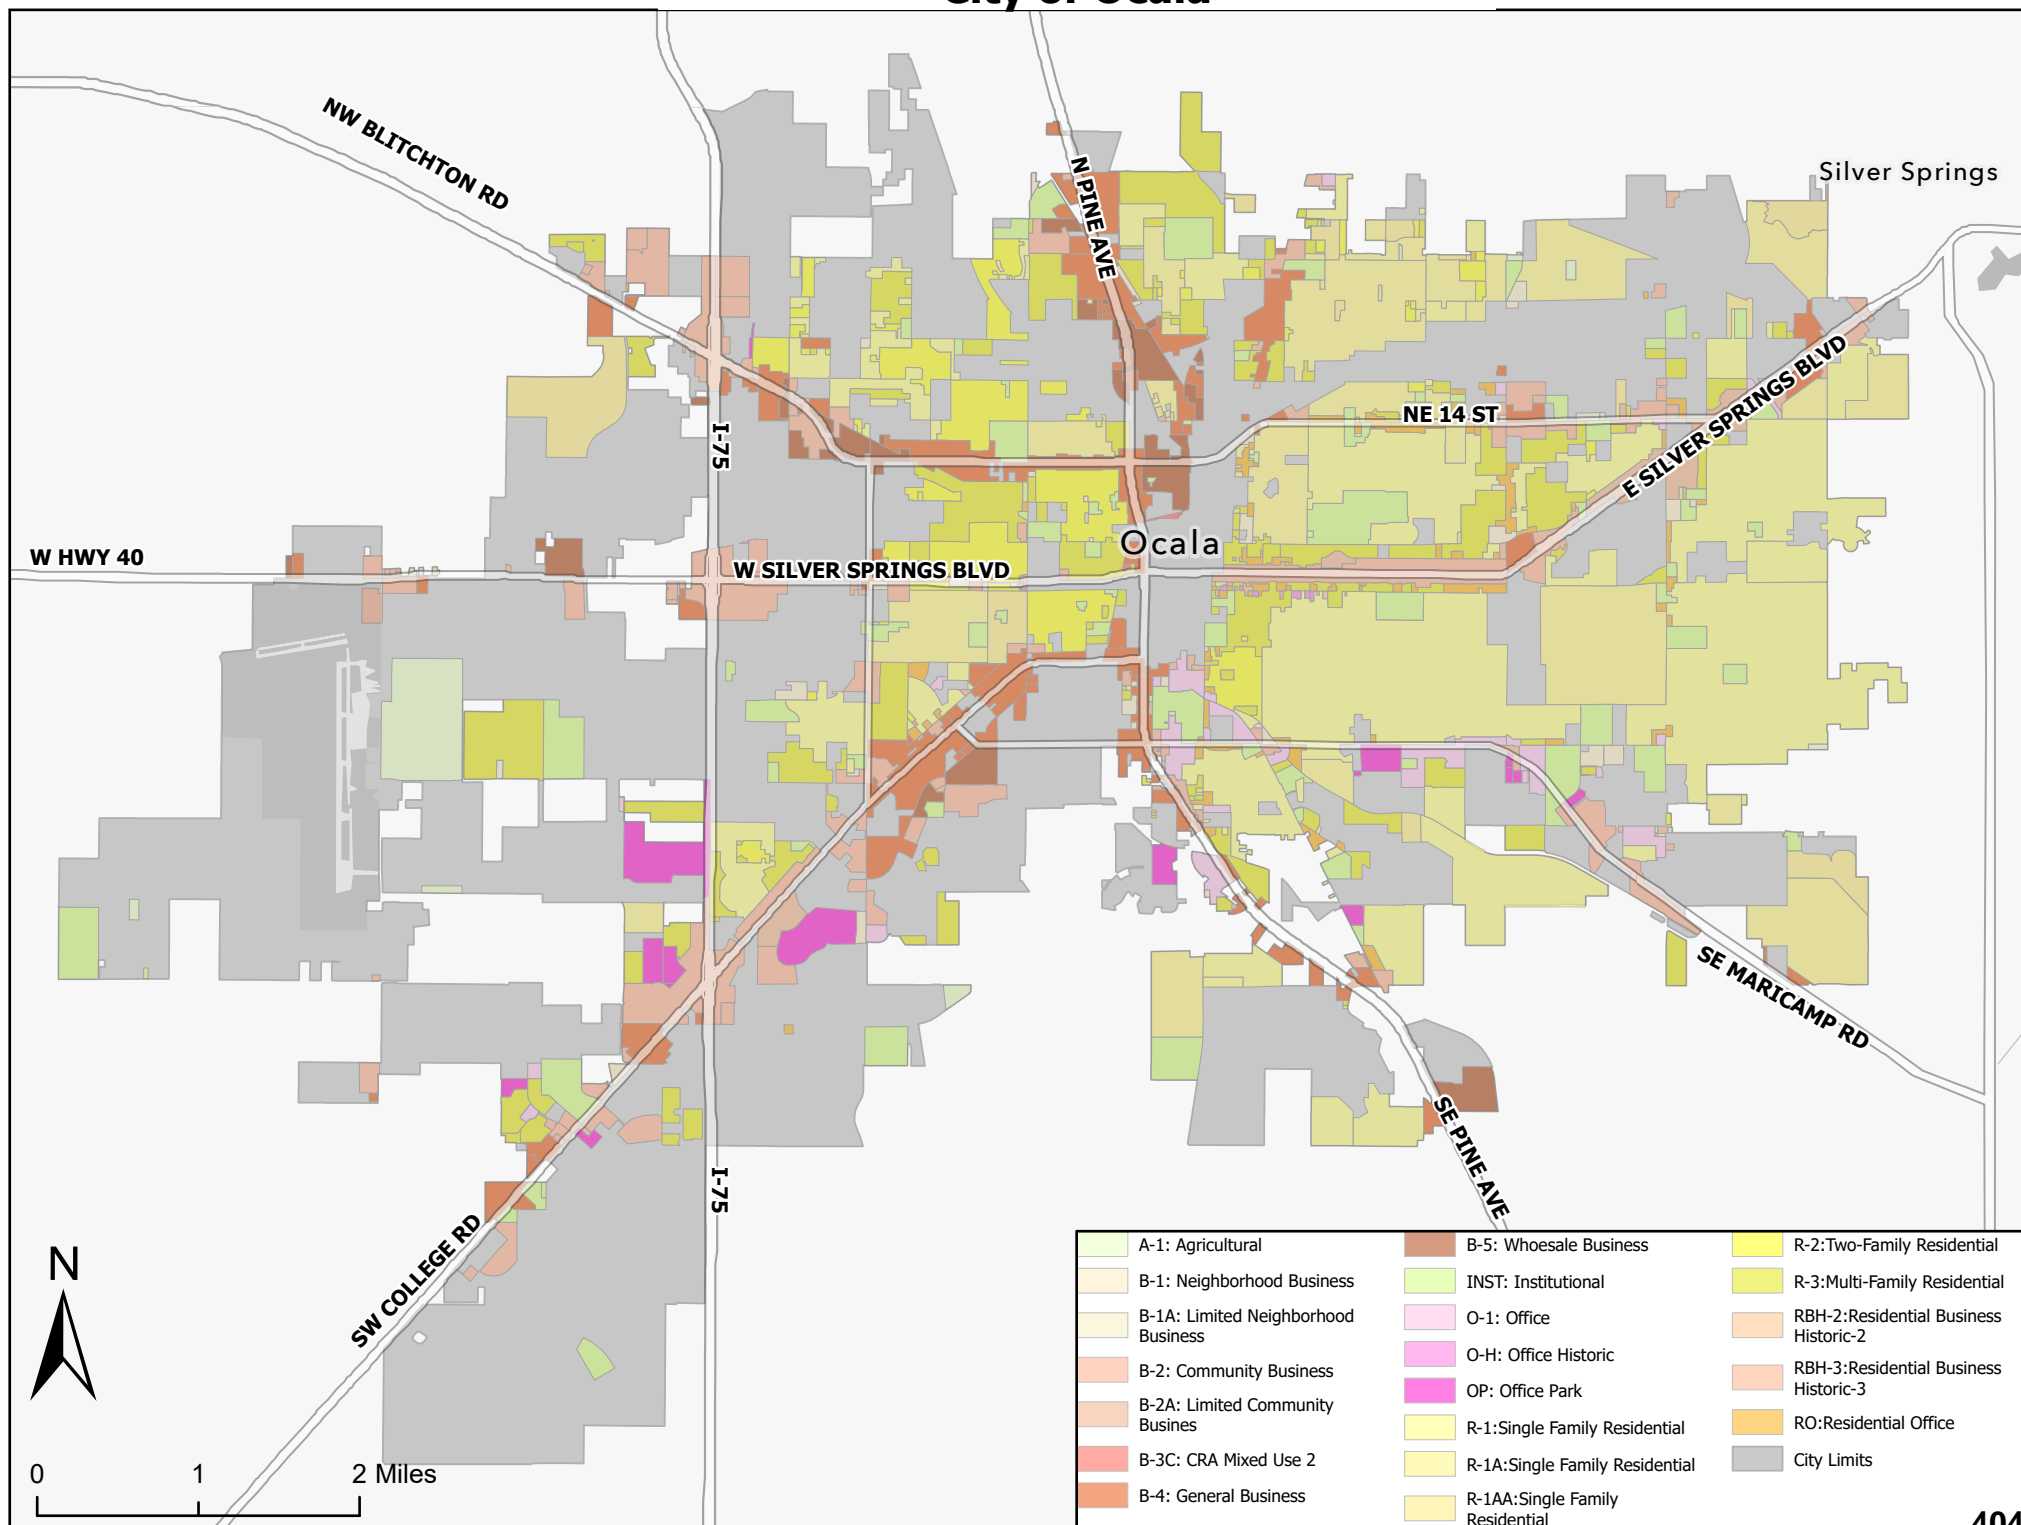 City of Ocala
NW BLITCHTON RD
N PINE AVE
Silver Springs
I-75
NE 14 ST
E SILVER SPRINGS BLVD
W HWY 40
W SILVER SPRINGS BLVD
Ocala
SE MARICAMP RD
SE PINE AVE
I-75
SW COLLEGE RD
N
0 1 2 Miles
A-1: Agricultural
B-1: Neighborhood Business
B-1A: Limited Neighborhood
Business
B-2: Community Business
B-2A: Limited Community
Busines
B-3C: CRA Mixed Use 2
B-4: General Business
B-5: Whoesale Business
INST: Institutional
O-1: Office
O-H: Office Historic
OP: Office Park
R-1:Single Family Residential
R-1A:Single Family Residential
R-1AA:Single Family
Residential
R-2:Two-Family Residential
R-3:Multi-Family Residential
RBH-2:Residential Business
Historic-2
RBH-3:Residential Business
Historic-3
RO:Residential Office
City Limits
404